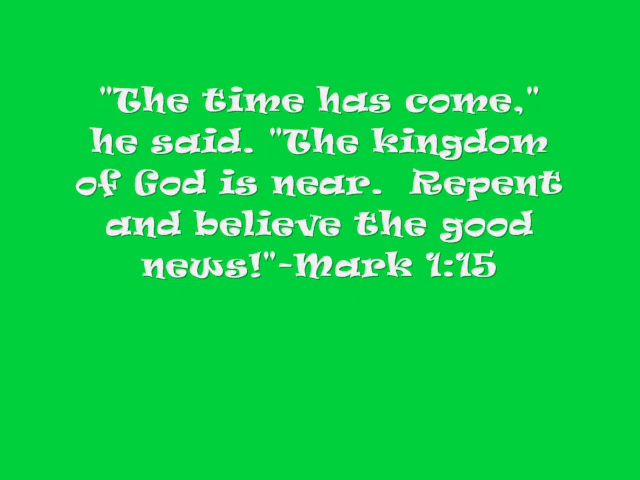 "The time has come,"
he said. "The kingdom
of God is near.  Repent
and believe the good
news!"-Mark 1:15